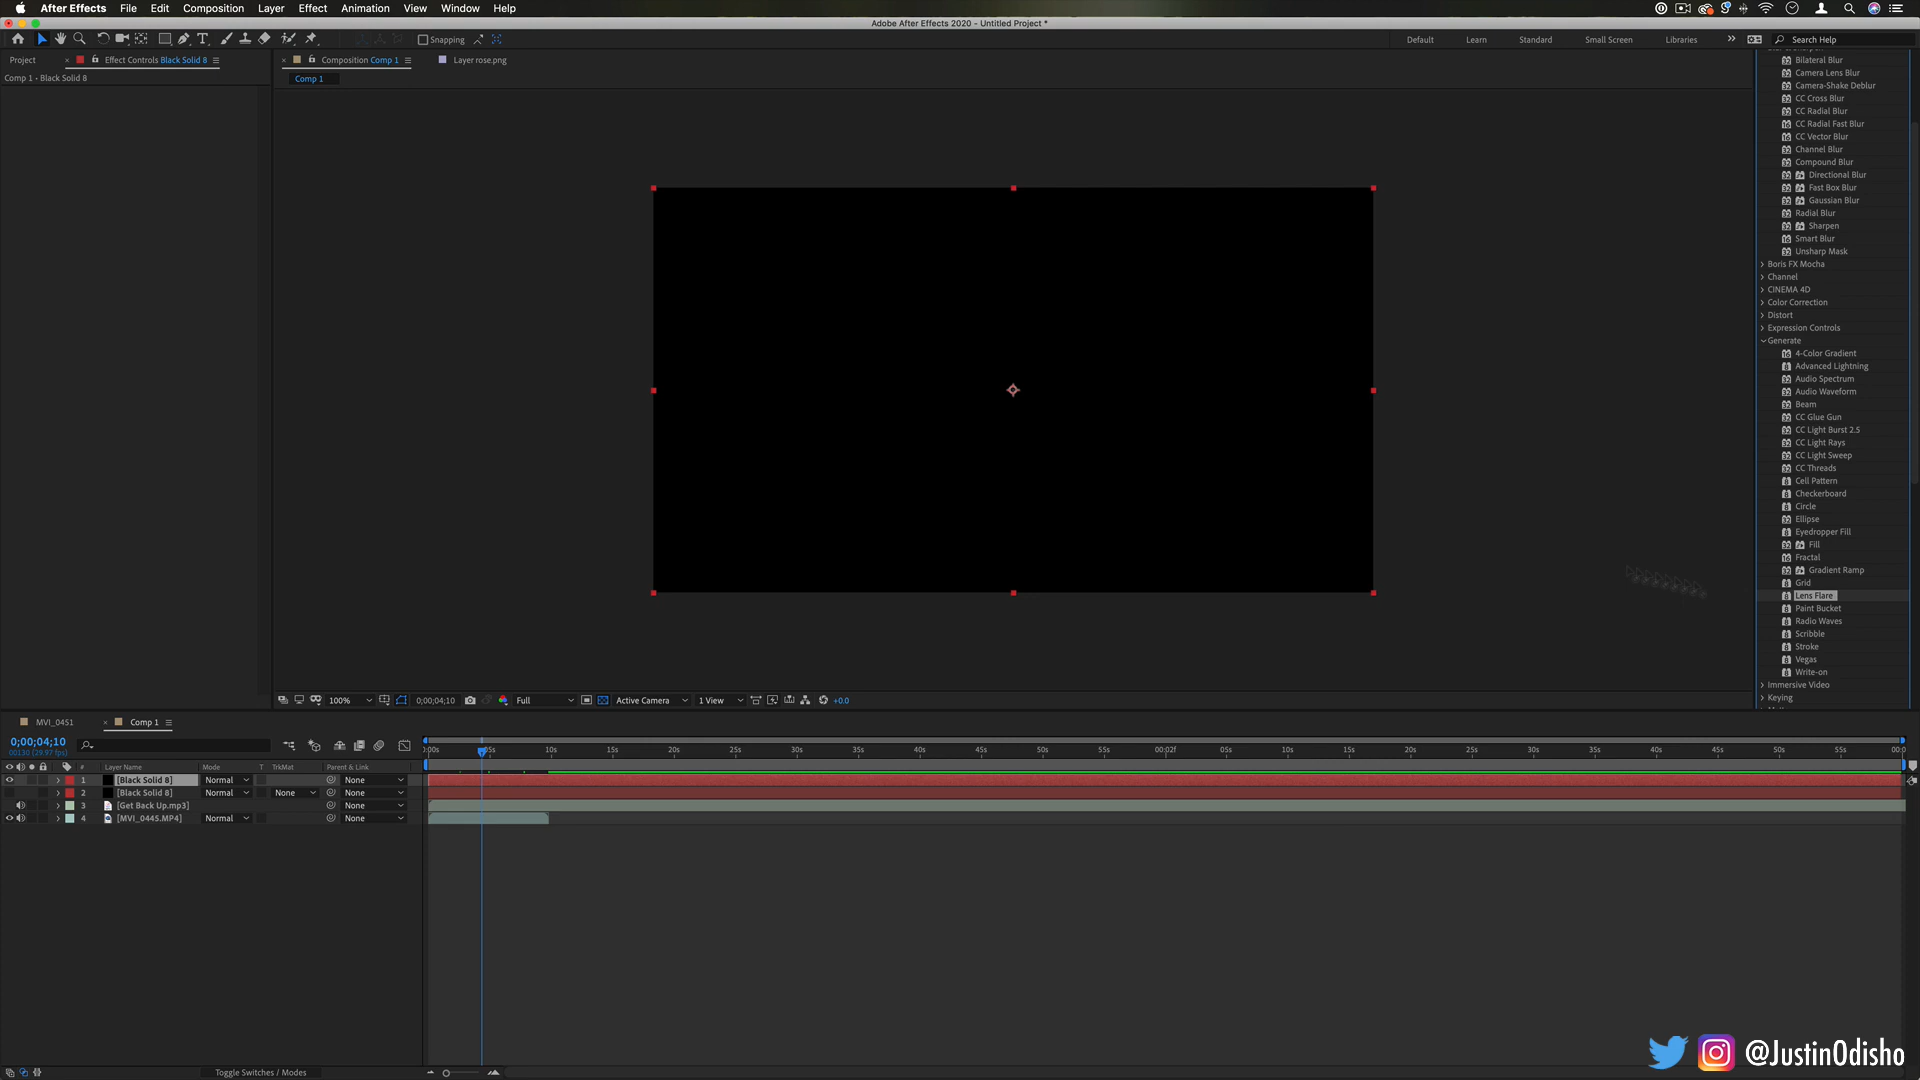 After Effects File Edit Composition Layer Effect Animation View Window Help
Adobe After Effects 2020 - Untitled Project *
Snapping
Default Learn Standard Small Screen Libraries Search Help
Project Effect Controls Black Solid 8
Composition Comp 1 Layer rose.png
Comp 1 • Black Solid 8
Comp 1
Bilateral Blur
Camera Lens Blur
Camera-Shake Deblur
CC Cross Blur
CC Radial Blur
CC Radial Fast Blur
CC Vector Blur
Channel Blur
Compound Blur
Directional Blur
Fast Box Blur
Gaussian Blur
Radial Blur
Sharpen
Smart Blur
Unsharp Mask
Boris FX Mocha
Channel
CINEMA 4D
Color Correction
Distort
Expression Controls
Generate
4-Color Gradient
Advanced Lightning
Audio Spectrum
Audio Waveform
Beam
CC Glue Gun
CC Light Burst 2.5
CC Light Rays
CC Light Sweep
CC Threads
Cell Pattern
Checkerboard
Circle
Ellipse
Eyedropper Fill
Fill
Fractal
Gradient Ramp
Grid
Lens Flare
Paint Bucket
Radio Waves
Scribble
Stroke
Vegas
Write-on
Immersive Video
Keying
100% 0;00;04;10 Full Active Camera 1 View +0.0
MVI_0451 Comp 1
0;00;04;10
00130 (29.97 fps)
:00s 05s 10s 15s 20s 25s 30s 35s 40s 45s 50s 55s 00:02f 05s 10s 15s 20s 25s 30s 35s 40s 45s 50s 55s 00:0
# Layer Name Mode T TrkMat Parent & Link
1 [Black Solid 8] Normal None
2 [Black Solid 8] Normal None None
3 [Get Back Up.mp3] None
4 [MVI_0445.MP4] Normal None
Toggle Switches / Modes
@JustinOdisho